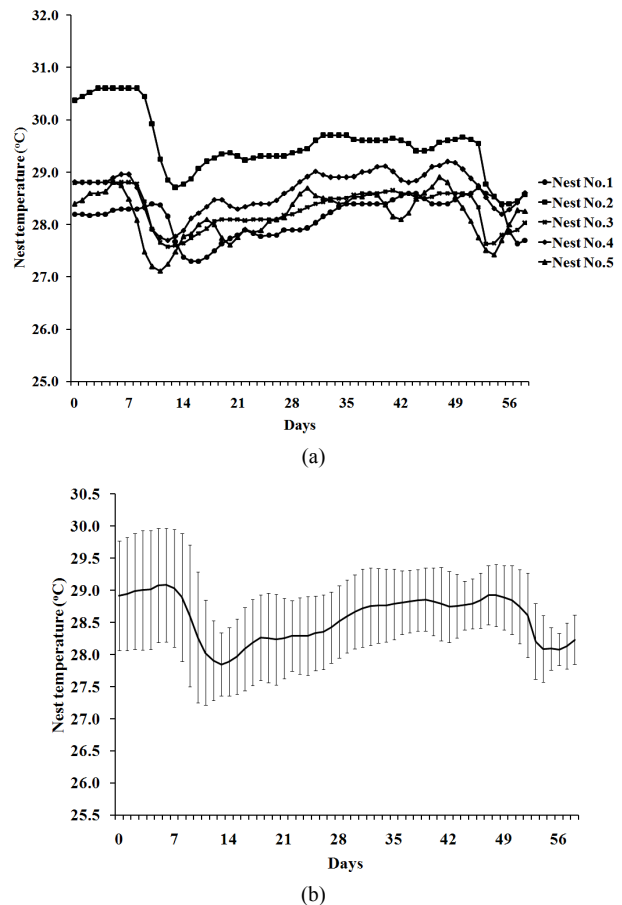 32.0
31.0
30.0
29.0
28.0
27.0
26.0
25.0
Nest temperature (°C)
0 7 14 21 28 35 42 49 56
Days
Nest No.1
Nest No.2
Nest No.3
Nest No.4
Nest No.5
(a)
30.5
30.0
29.5
29.0
28.5
28.0
27.5
27.0
26.5
26.0
25.5
Nest temperature (°C)
0 7 14 21 28 35 42 49 56
Days
(b)